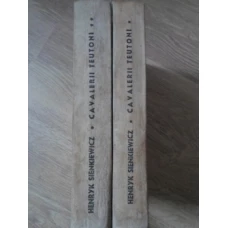 HENRYK SIENKIEWICZ ★ CAVALERII TEUTONI ★★
HENRYK SIENKIEWICZ ★ CAVALERII TEUTONI ★